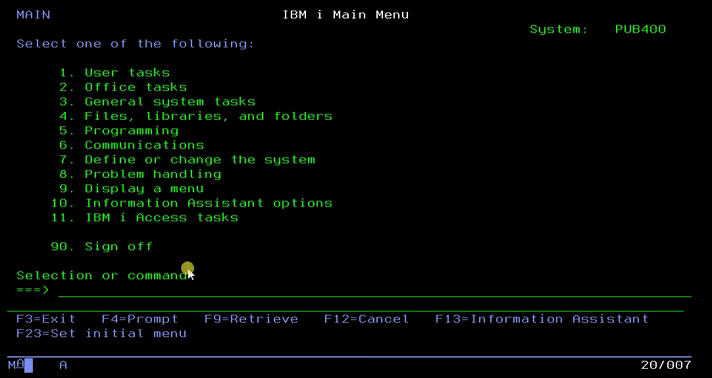 MAIN IBM i Main Menu
System: PUB400
Select one of the following:
1. User tasks
2. Office tasks
3. General system tasks
4. Files, libraries, and folders
5. Programming
6. Communications
7. Define or change the system
8. Problem handling
9. Display a menu
10. Information Assistant options
11. IBM i Access tasks
90. Sign off
Selection or command
===>
F3=Exit F4=Prompt F9=Retrieve F12=Cancel F13=Information Assistant
F23=Set initial menu
A 20/007